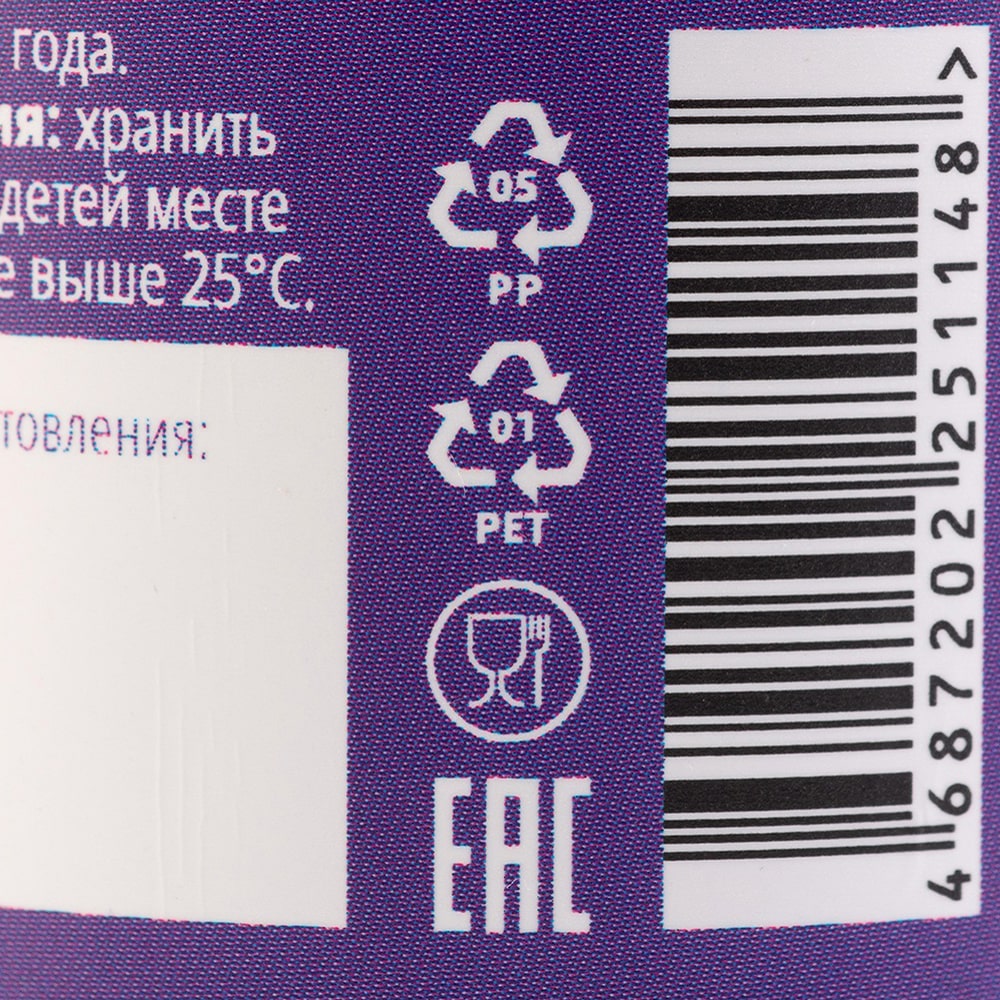 года.
ия: хранить
детей месте
е выше 25°C.
товления:
05
PP
01
PET
EAC
4 687202 251148 >